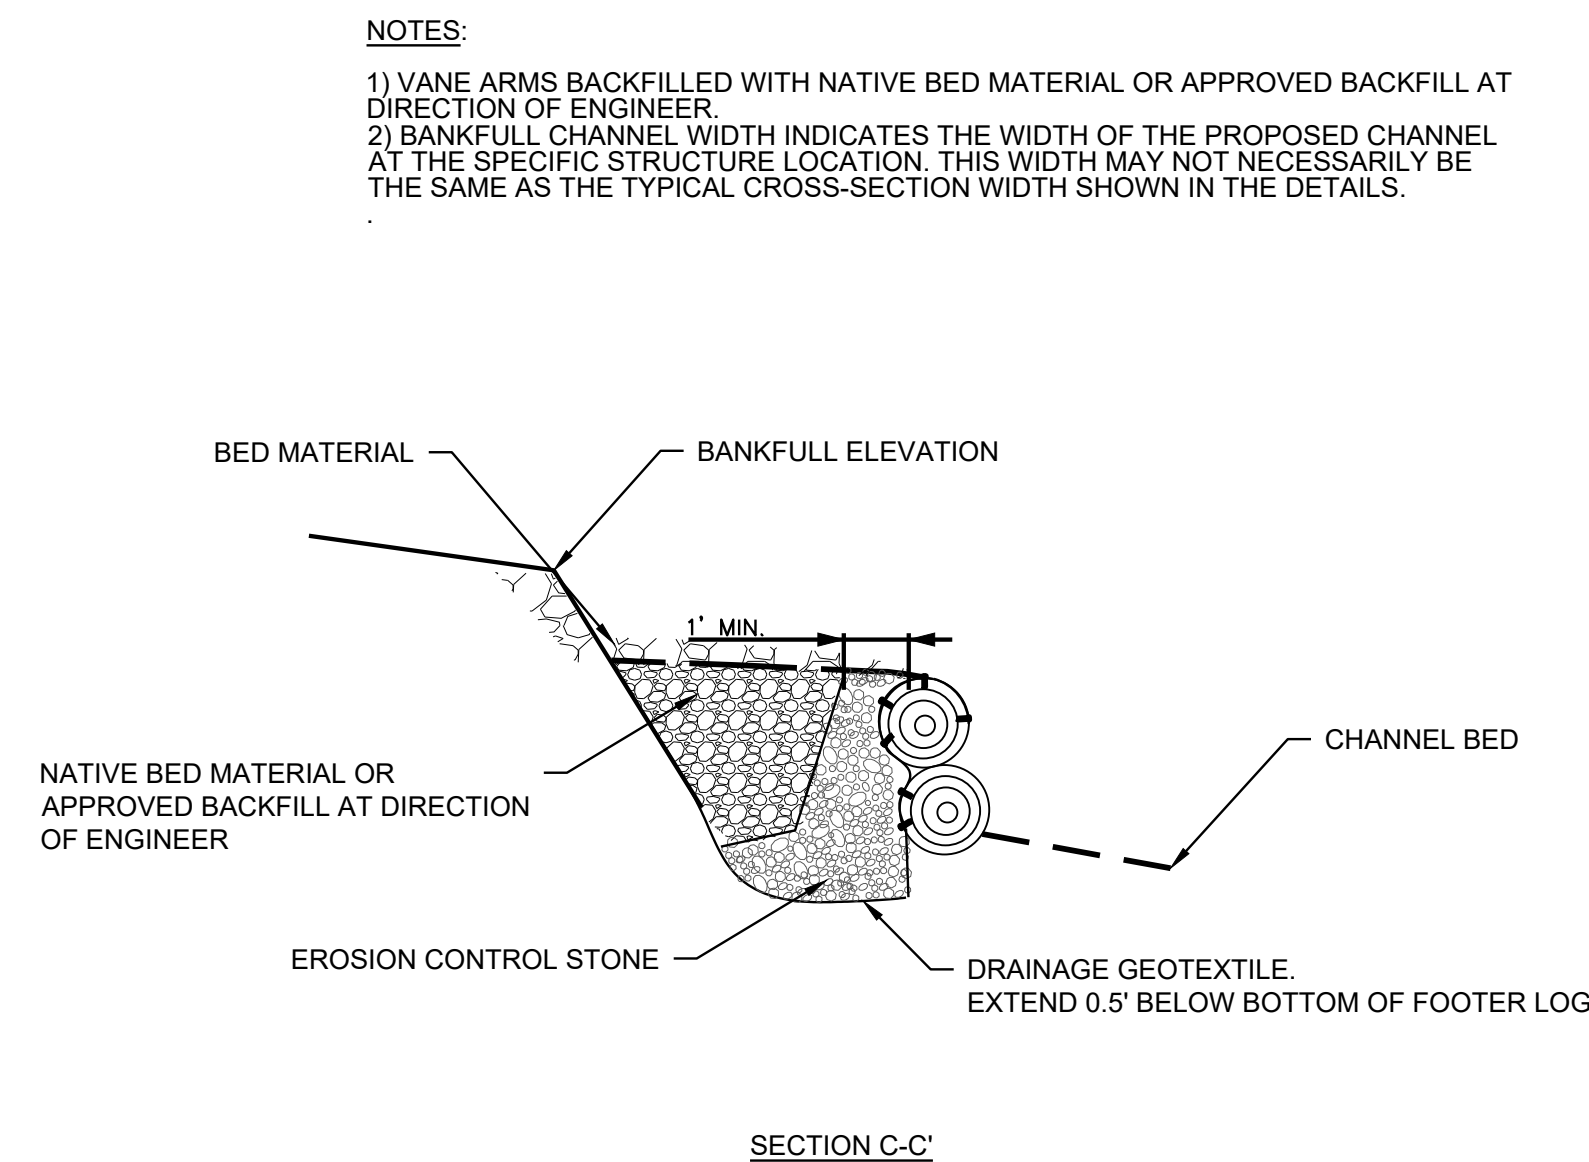 NOTES:
1) VANE ARMS BACKFILLED WITH NATIVE BED MATERIAL OR APPROVED BACKFILL AT
DIRECTION OF ENGINEER.
2) BANKFULL CHANNEL WIDTH INDICATES THE WIDTH OF THE PROPOSED CHANNEL
AT THE SPECIFIC STRUCTURE LOCATION. THIS WIDTH MAY NOT NECESSARILY BE
THE SAME AS THE TYPICAL CROSS-SECTION WIDTH SHOWN IN THE DETAILS.
.
BED MATERIAL
BANKFULL ELEVATION
1' MIN.
CHANNEL BED
NATIVE BED MATERIAL OR
APPROVED BACKFILL AT DIRECTION
OF ENGINEER
EROSION CONTROL STONE
DRAINAGE GEOTEXTILE.
EXTEND 0.5' BELOW BOTTOM OF FOOTER LOG
SECTION C-C'